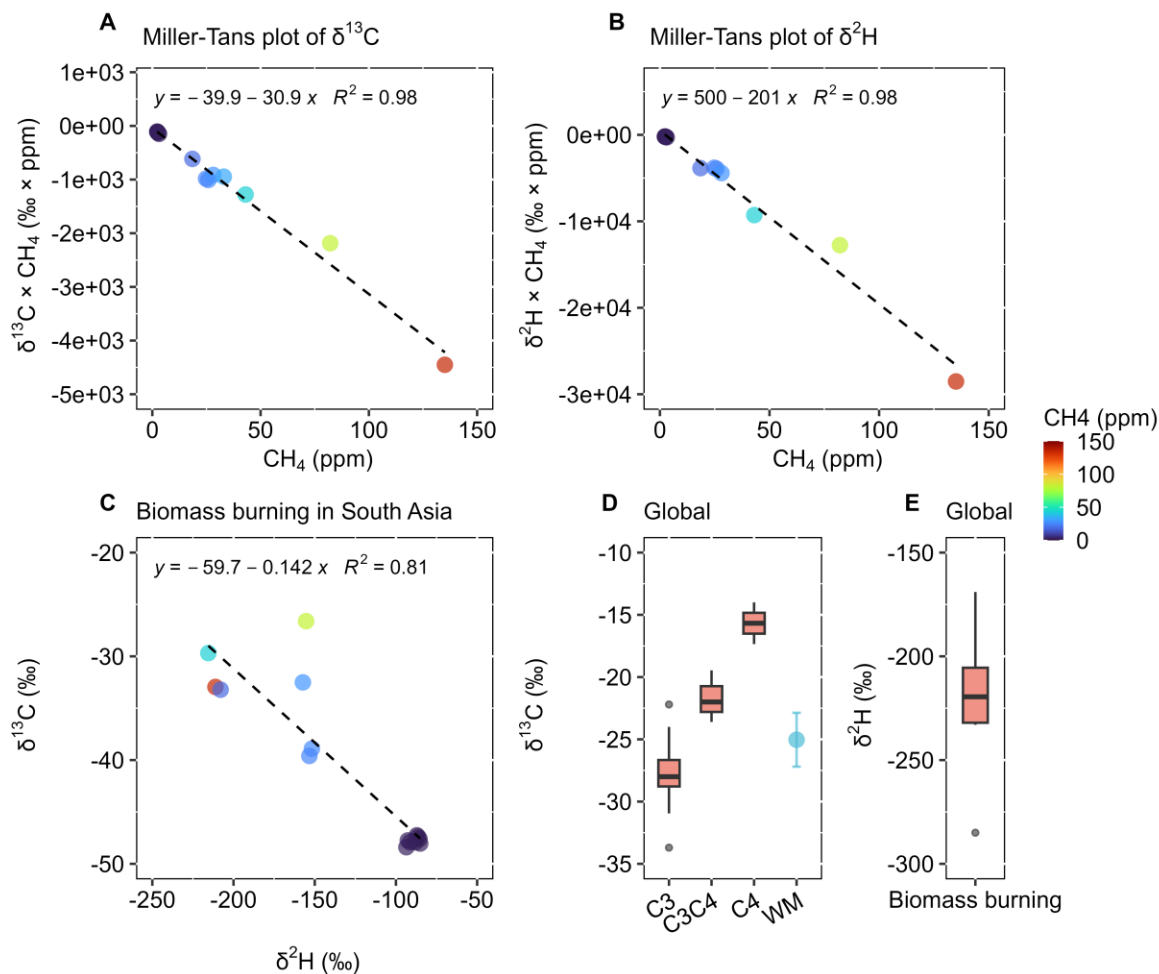 A
Miller-Tans plot of δ¹³C
y = − 39.9 − 30.9 x R² = 0.98
1e+03
0e+00
-1e+03
-2e+03
-3e+03
-4e+03
-5e+03
δ¹³C × CH₄ (‰ × ppm)
0 50 100 150
CH₄ (ppm)
B
Miller-Tans plot of δ²H
y = 500 − 201 x R² = 0.98
0e+00
-1e+04
-2e+04
-3e+04
δ²H × CH₄ (‰ × ppm)
0 50 100 150
CH₄ (ppm)
CH4 (ppm)
150
100
50
0
C
Biomass burning in South Asia
y = − 59.7 − 0.142 x R² = 0.81
-20
-30
-40
-50
δ¹³C (‰)
-250 -200 -150 -100 -50
δ²H (‰)
D
Global
-10
-15
-20
-25
-30
-35
δ¹³C (‰)
C3 C3C4 C4 WM
E
Global
-150
-200
-250
-300
δ²H (‰)
Biomass burning